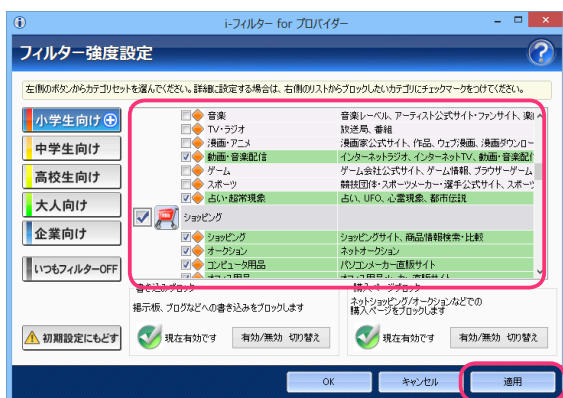 i-フィルター for プロバイダー
フィルター強度設定
左側のボタンからカテゴリセットを選んでください。詳細に設定する場合は、右側のリストからブロックしたいカテゴリにチェックマークをつけてください。
小学生向け
中学生向け
高校生向け
大人向け
企業向け
いつもフィルターOFF
初期設定にもどす
音楽 音楽レーベル、アーティスト公式サイト・ファンサイト、楽
TV・ラジオ 放送局、番組
漫画・アニメ 漫画家公式サイト、作品、ウェブ漫画、漫画ダウンロー
動画・音楽配信 インターネットラジオ、インターネットTV、動画・音楽配
ゲーム ゲーム会社公式サイト、ゲーム情報、ブラウザーゲーム
スポーツ 競技団体・スポーツメーカー・選手公式サイト、スポーツ
占い・超常現象 占い、UFO、心霊現象、都市伝説
ショッピング
ショッピング ショッピングサイト、商品情報検索・比較
オークション ネットオークション
コンピュータ用品 パソコンメーカー直販サイト
オフィス用品
書き込みブロック
掲示板、ブログなどへの書き込みをブロックします
現在有効です 有効/無効 切り替え
購入ページブロック
ネットショッピング/オークションなどでの
購入ページをブロックします
現在有効です 有効/無効 切り替え
OK キャンセル 適用